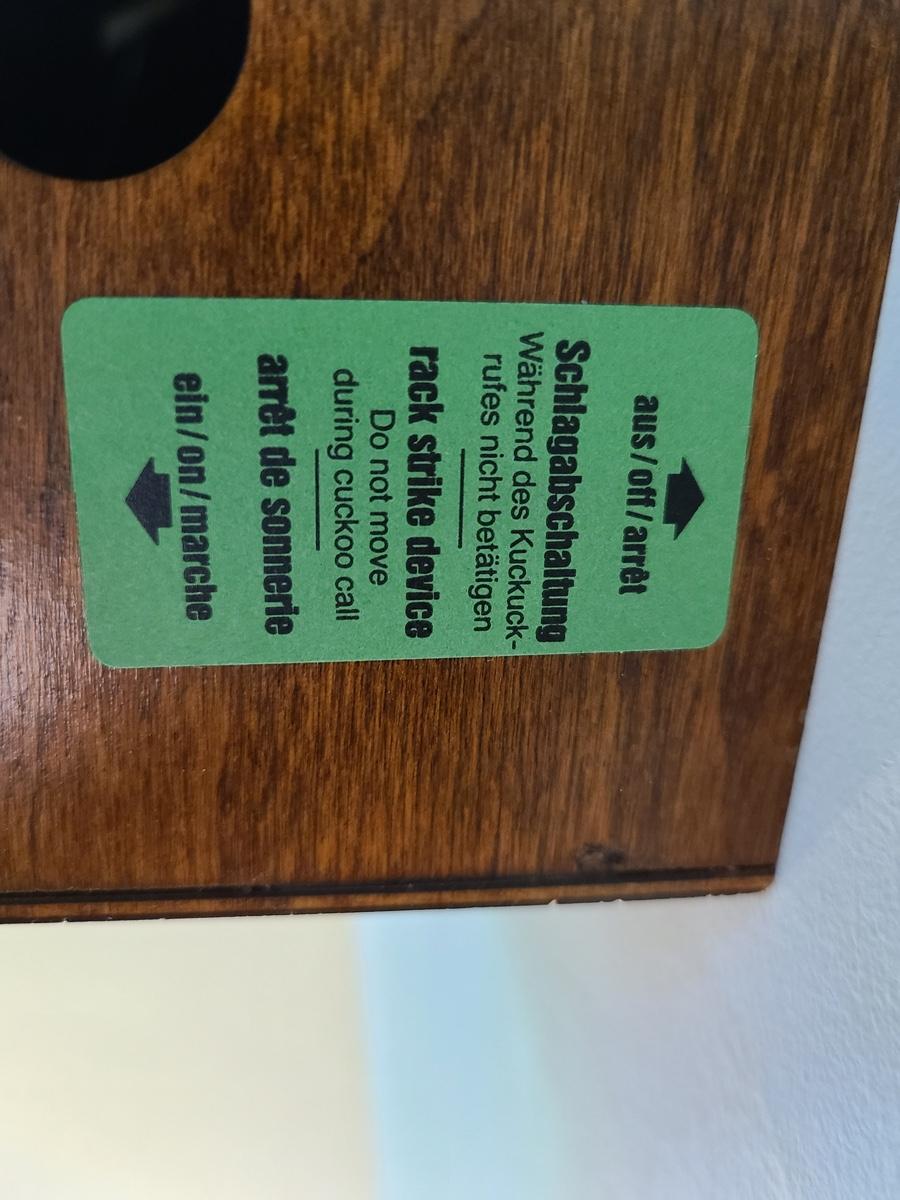 aus/off/arrêt
Schlagabschaltung
Während des Kuckuck-
rufes nicht betätigen
rack strike device
Do not move
during cuckoo call
arrêt de sonnerie
ein/on/marche